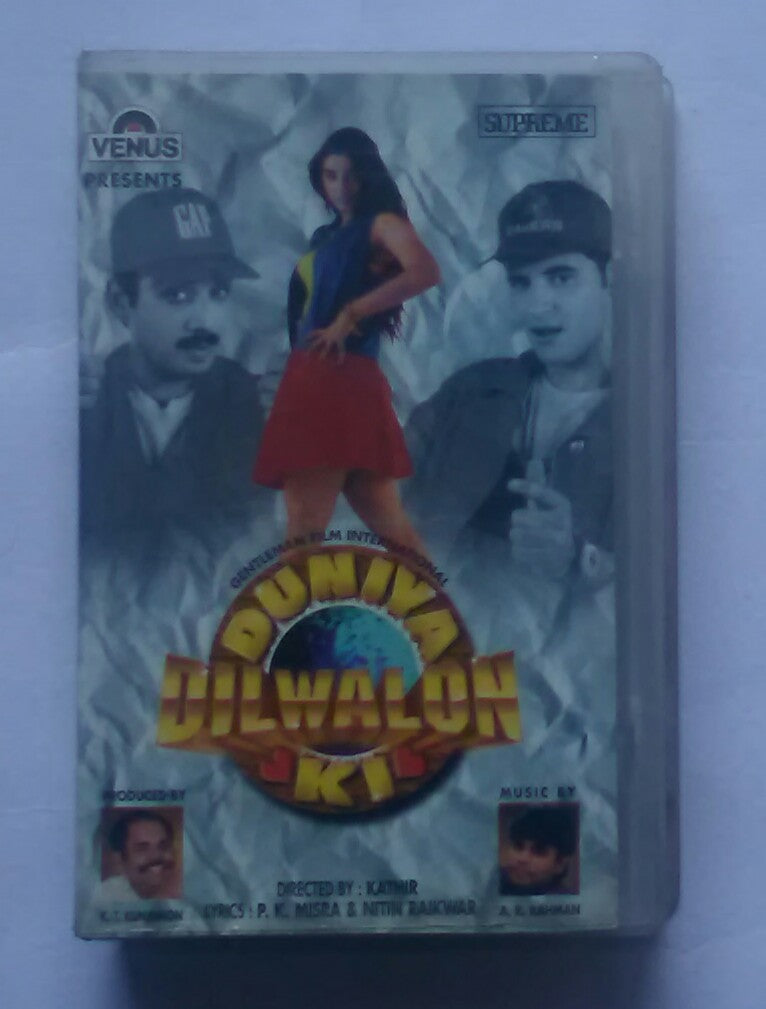 VENUS
PRESENTS
SUPREME
GAP
GENTLEMAN FILM INTERNATIONAL
DUNIYA
DILWALON
KI
PRODUCED BY
MUSIC BY
DIRECTED BY : KATHIR
LYRICS : P. K. MISRA & NITIN RAIKWAR
K. T. KUNJUMON
A. R. RAHMAN